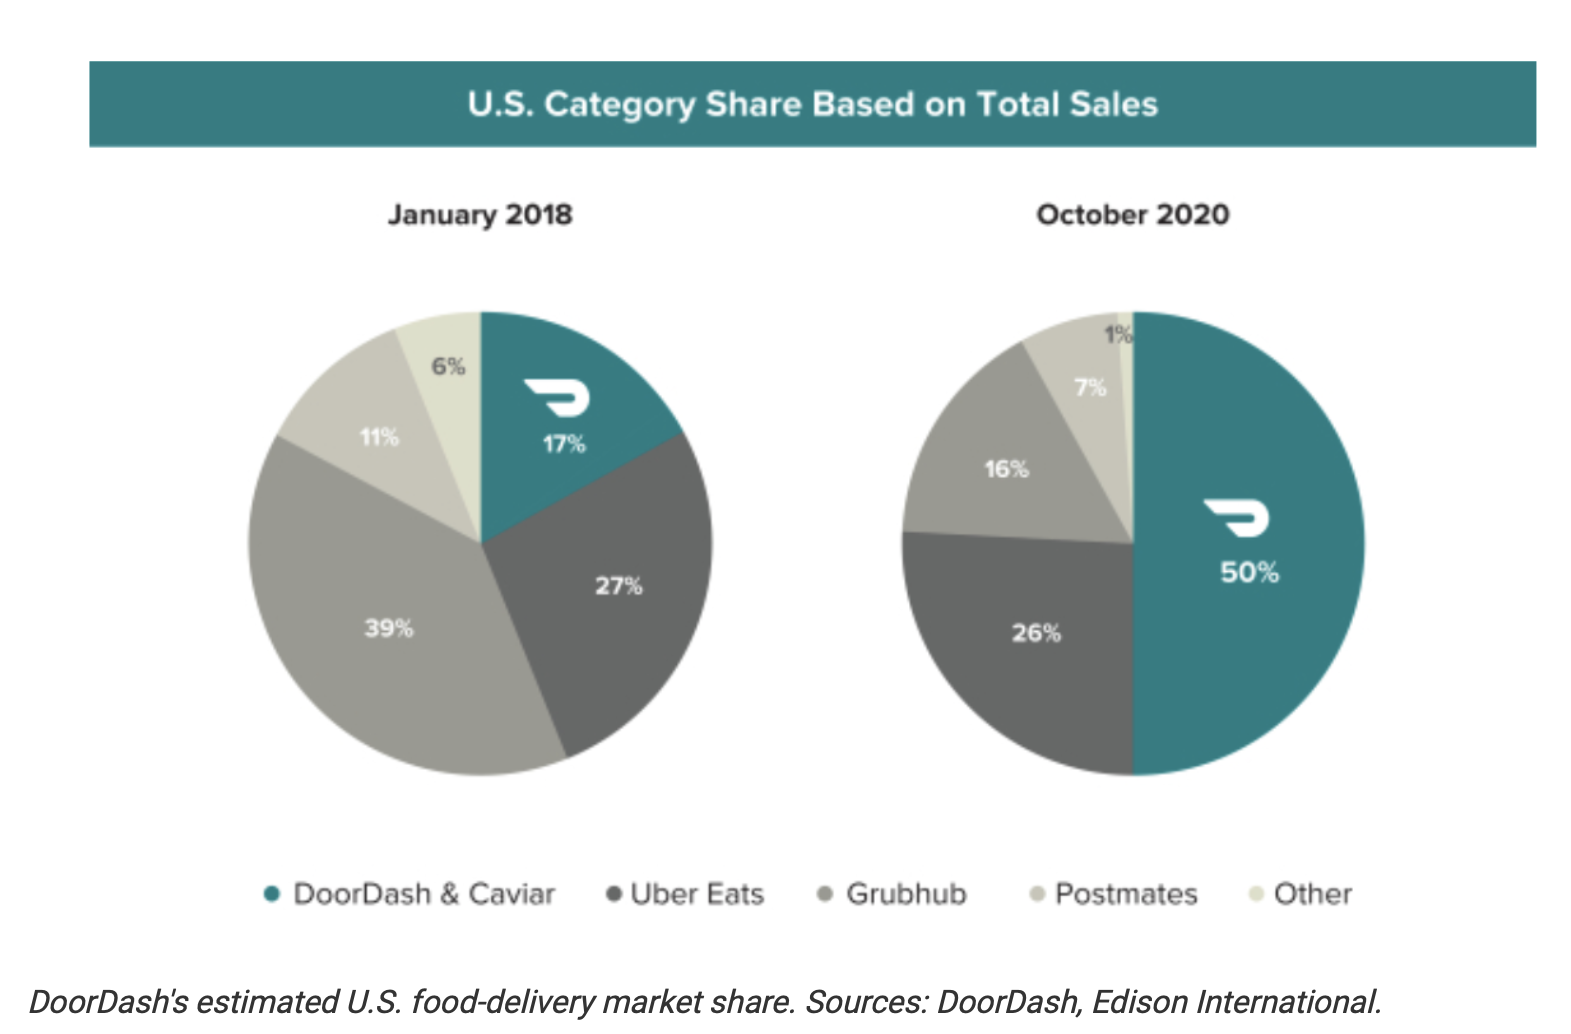 U.S. Category Share Based on Total Sales
January 2018
October 2020
6%
17%
11%
27%
39%
1%
7%
16%
50%
26%
DoorDash & Caviar
Uber Eats
Grubhub
Postmates
Other
DoorDash's estimated U.S. food-delivery market share. Sources: DoorDash, Edison International.